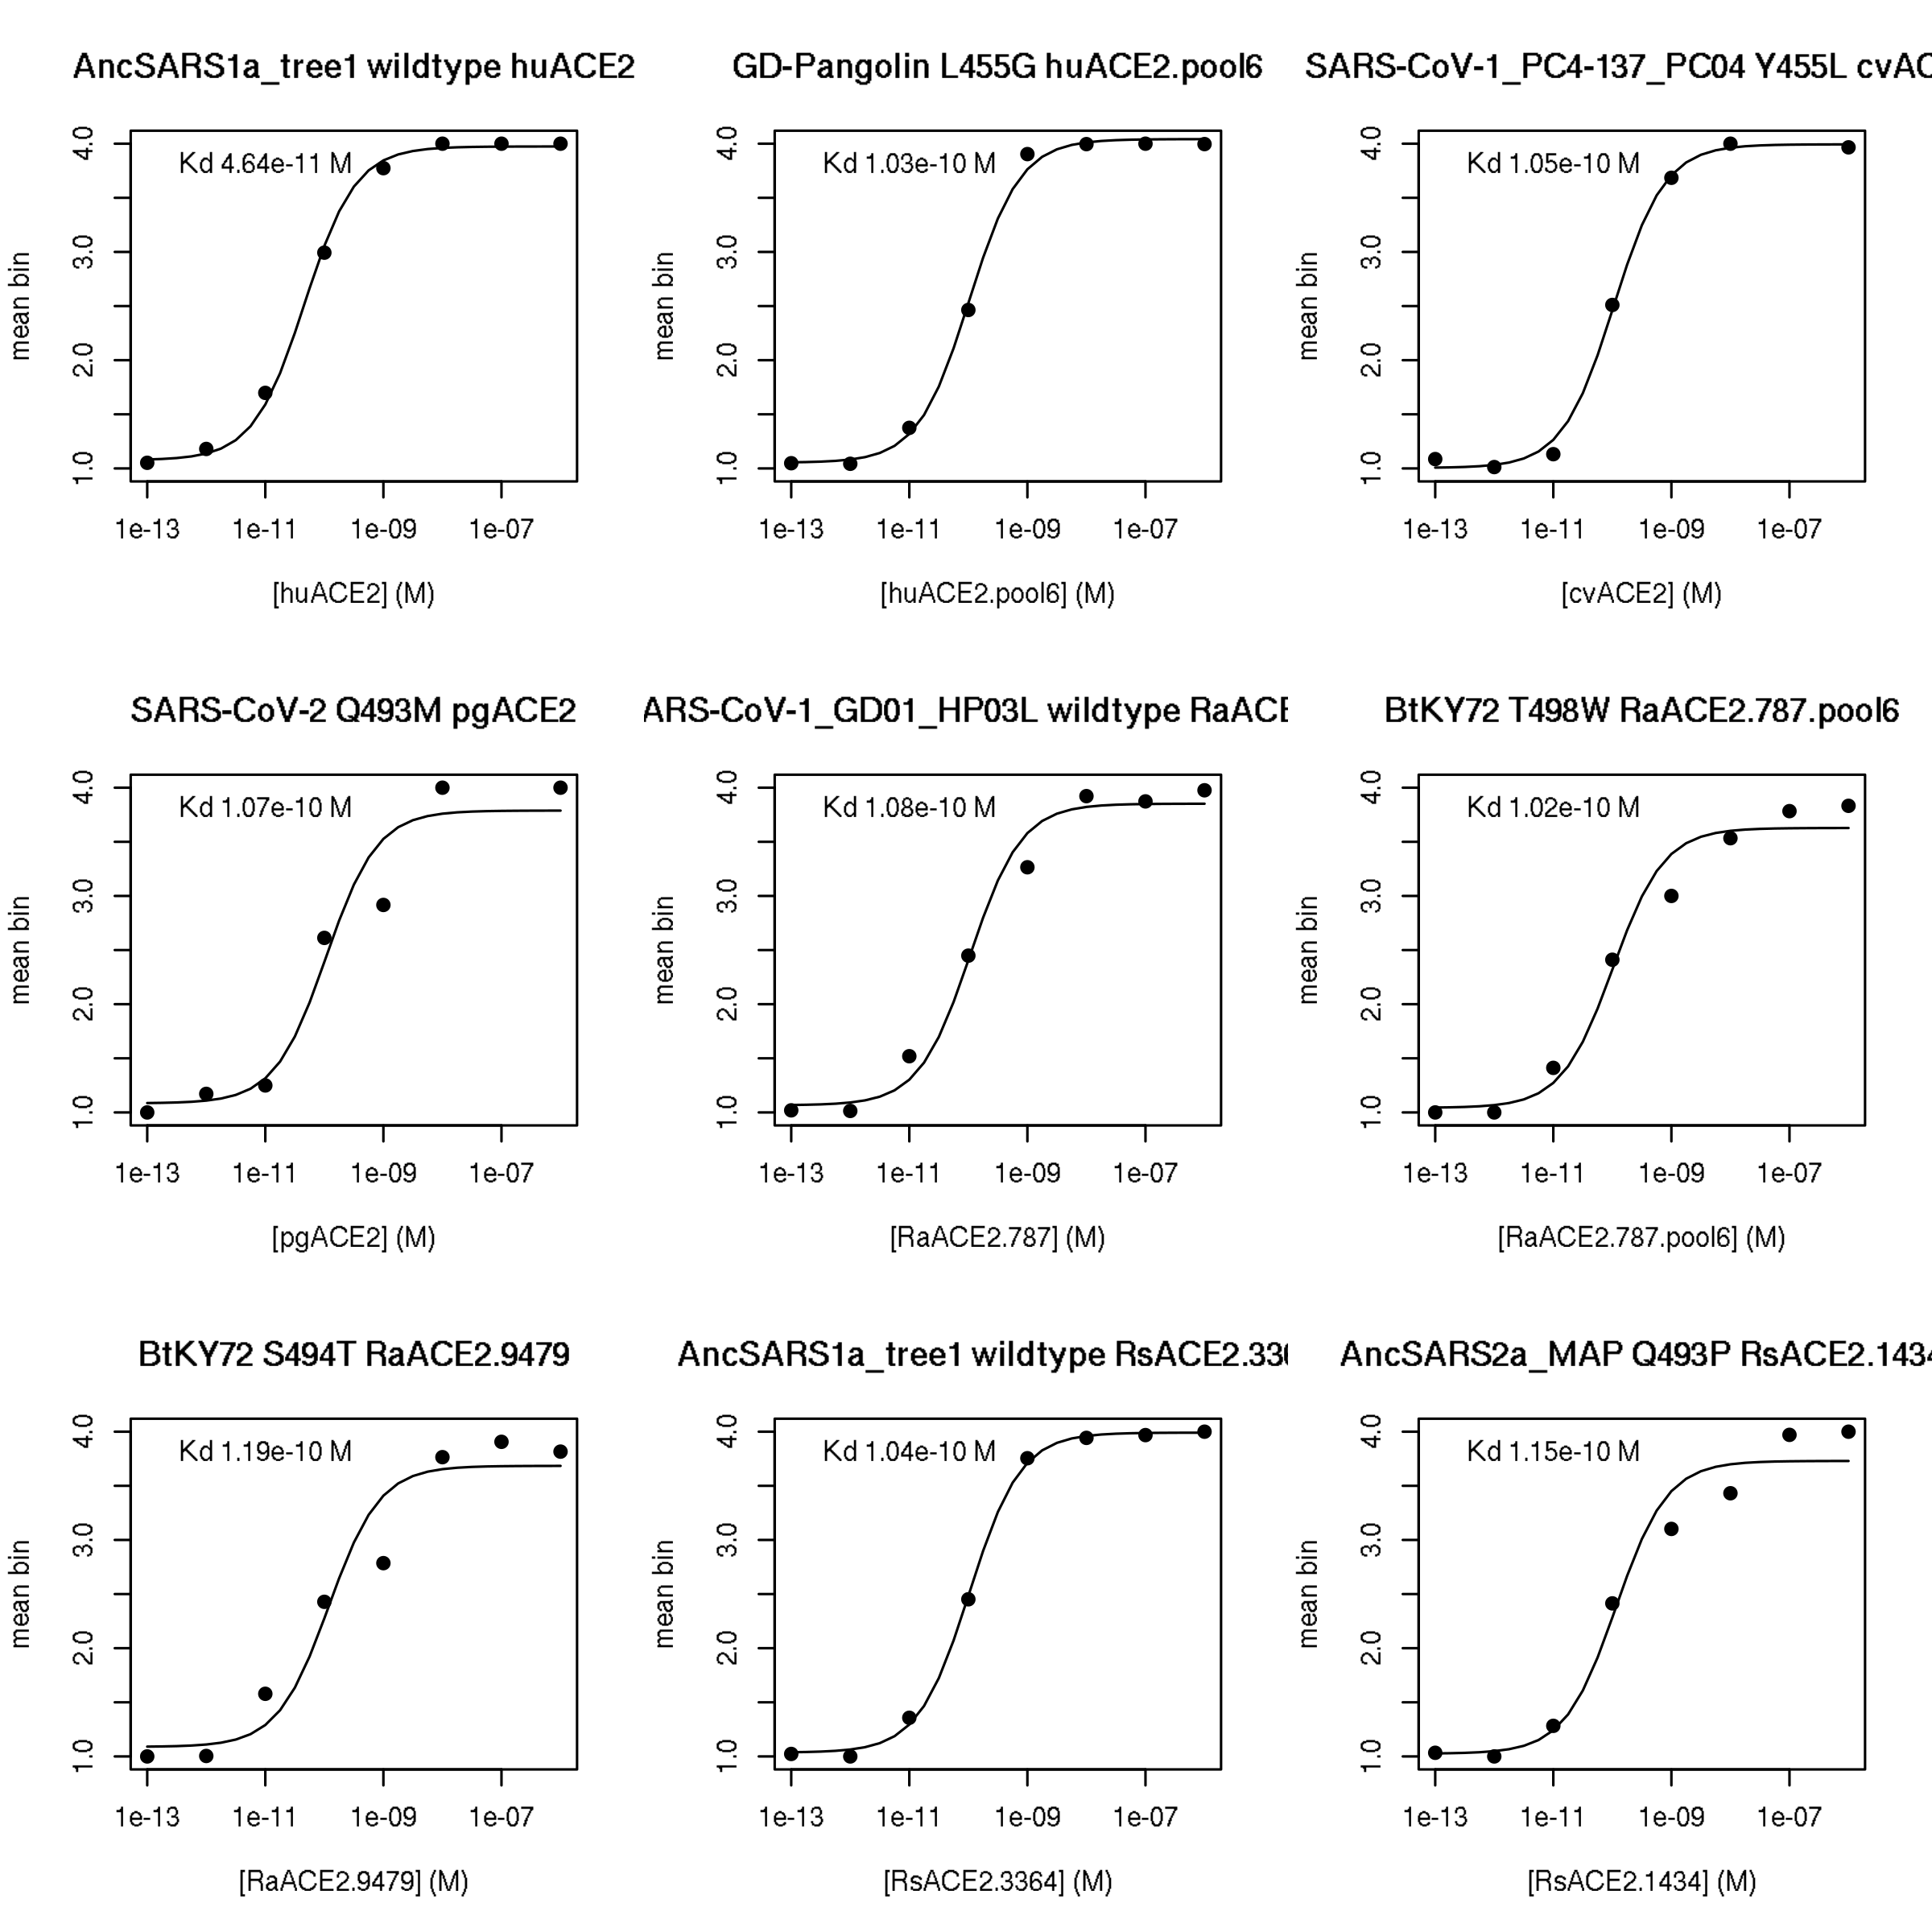 AncSARS1a_tree1 wildtype huACE2
Kd 4.64e-11 M
mean bin
4.0
3.0
2.0
1.0
1e-13 1e-11 1e-09 1e-07
[huACE2] (M)
GD-Pangolin L455G huACE2.pool6
Kd 1.03e-10 M
mean bin
4.0
3.0
2.0
1.0
1e-13 1e-11 1e-09 1e-07
[huACE2.pool6] (M)
SARS-CoV-1_PC4-137_PC04 Y455L cvAC
Kd 1.05e-10 M
mean bin
4.0
3.0
2.0
1.0
1e-13 1e-11 1e-09 1e-07
[cvACE2] (M)
SARS-CoV-2 Q493M pgACE2
Kd 1.07e-10 M
mean bin
4.0
3.0
2.0
1.0
1e-13 1e-11 1e-09 1e-07
[pgACE2] (M)
ARS-CoV-1_GD01_HP03L wildtype RaACE
Kd 1.08e-10 M
mean bin
4.0
3.0
2.0
1.0
1e-13 1e-11 1e-09 1e-07
[RaACE2.787] (M)
BtKY72 T498W RaACE2.787.pool6
Kd 1.02e-10 M
mean bin
4.0
3.0
2.0
1.0
1e-13 1e-11 1e-09 1e-07
[RaACE2.787.pool6] (M)
BtKY72 S494T RaACE2.9479
Kd 1.19e-10 M
mean bin
4.0
3.0
2.0
1.0
1e-13 1e-11 1e-09 1e-07
[RaACE2.9479] (M)
AncSARS1a_tree1 wildtype RsACE2.33
Kd 1.04e-10 M
mean bin
4.0
3.0
2.0
1.0
1e-13 1e-11 1e-09 1e-07
[RsACE2.3364] (M)
AncSARS2a_MAP Q493P RsACE2.1434
Kd 1.15e-10 M
mean bin
4.0
3.0
2.0
1.0
1e-13 1e-11 1e-09 1e-07
[RsACE2.1434] (M)